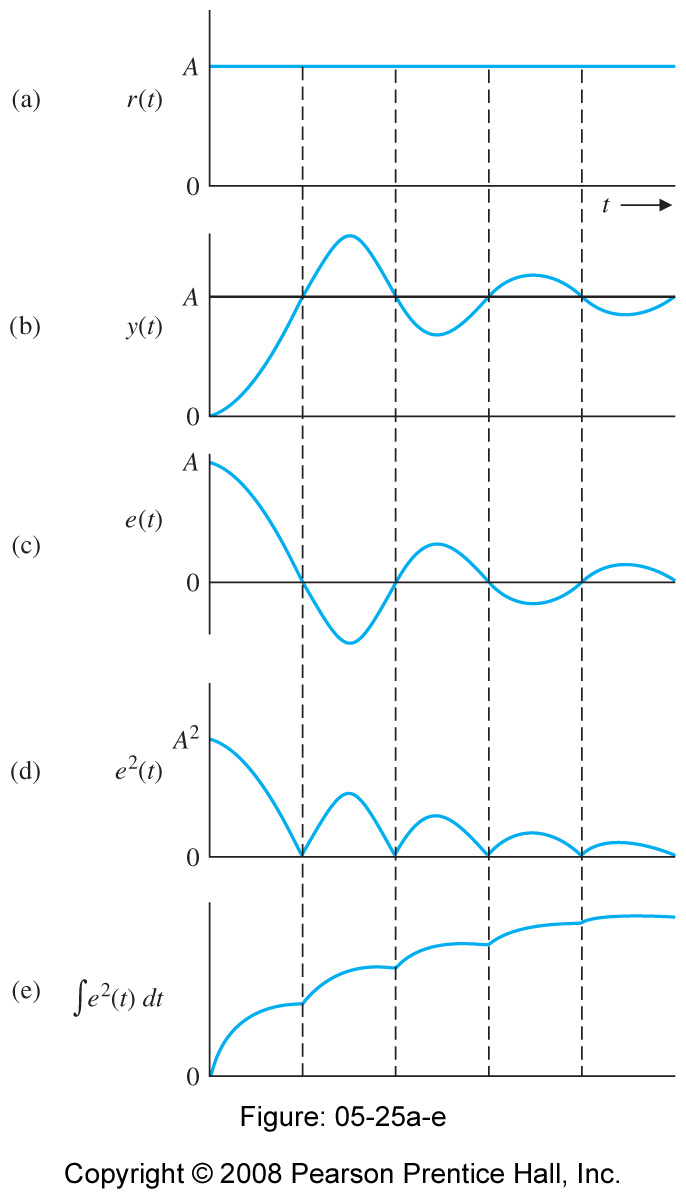 A
(a) r(t)
0
t
A
(b) y(t)
0
A
e(t)
(c)
0
A²
(d) e²(t)
0
(e) ∫e²(t) dt
0
Figure: 05-25a-e
Copyright © 2008 Pearson Prentice Hall, Inc.